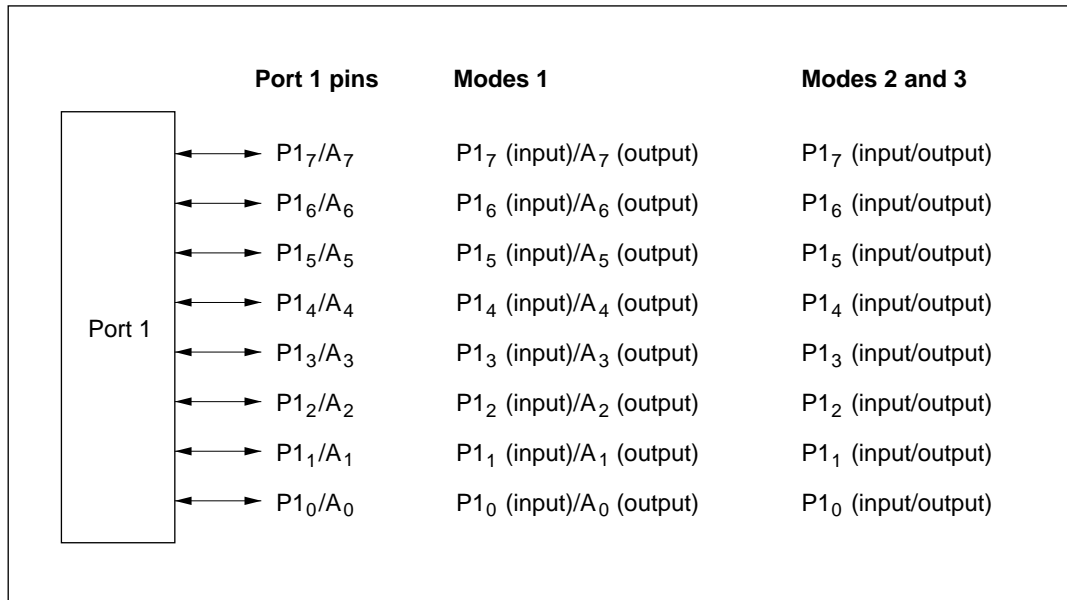 Port 1 pins Modes 1 Modes 2 and 3
P1₇/A₇ P1₇ (input)/A₇ (output) P1₇ (input/output)
P1₆/A₆ P1₆ (input)/A₆ (output) P1₆ (input/output)
P1₅/A₅ P1₅ (input)/A₅ (output) P1₅ (input/output)
P1₄/A₄ P1₄ (input)/A₄ (output) P1₄ (input/output)
Port 1
P1₃/A₃ P1₃ (input)/A₃ (output) P1₃ (input/output)
P1₂/A₂ P1₂ (input)/A₂ (output) P1₂ (input/output)
P1₁/A₁ P1₁ (input)/A₁ (output) P1₁ (input/output)
P1₀/A₀ P1₀ (input)/A₀ (output) P1₀ (input/output)